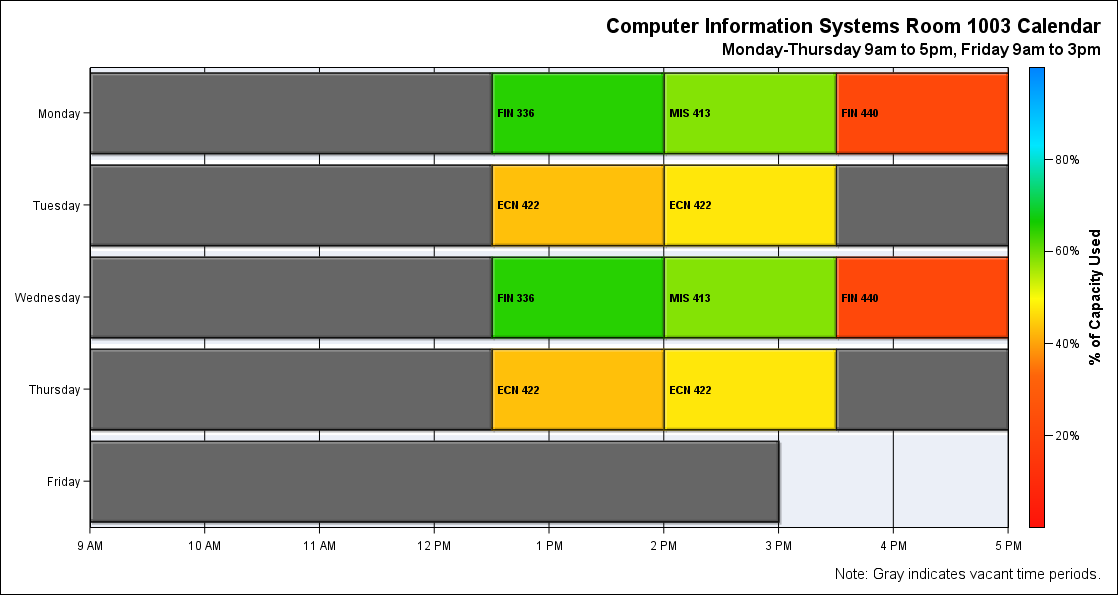 Computer Information Systems Room 1003 Calendar
Monday-Thursday 9am to 5pm, Friday 9am to 3pm
Monday
FIN 336
MIS 413
FIN 440
Tuesday
ECN 422
ECN 422
Wednesday
FIN 336
MIS 413
FIN 440
Thursday
ECN 422
ECN 422
Friday
9 AM
10 AM
11 AM
12 PM
1 PM
2 PM
3 PM
4 PM
5 PM
80%
60%
40%
20%
% of Capacity Used
Note: Gray indicates vacant time periods.